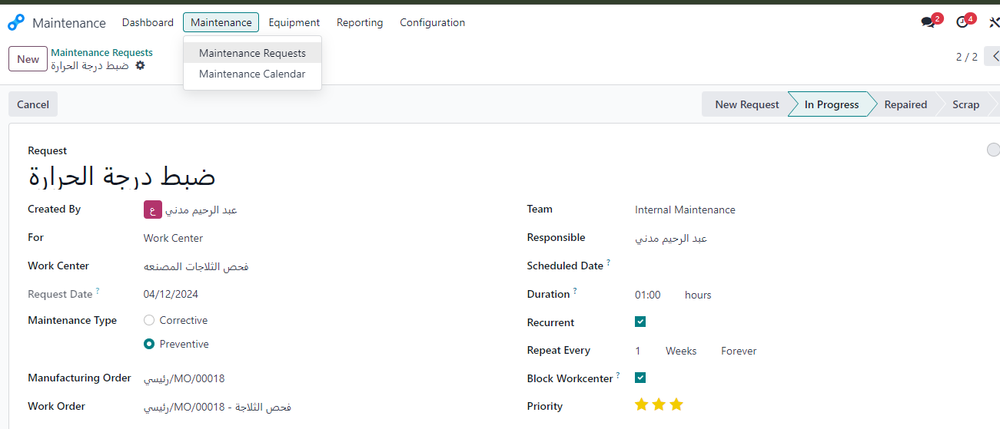 Maintenance Dashboard Maintenance Equipment Reporting Configuration 2 4
New Maintenance Requests
ضبط درجة الحرارة
Maintenance Requests
Maintenance Calendar
2 / 2
Cancel New Request In Progress Repaired Scrap
Request
ضبط درجة الحرارة
Created By ع عبد الرحيم مدني
Team Internal Maintenance
For Work Center
Responsible عبد الرحيم مدني
Work Center فحص الثلاجات المصنعه
Scheduled Date ?
Request Date ? 04/12/2024
Duration ? 01:00 hours
Maintenance Type Corrective
Preventive
Recurrent
Repeat Every 1 Weeks Forever
Manufacturing Order رئيسي/MO/00018
Block Workcenter ?
Work Order رئيسي/MO/00018 - فحص الثلاجة
Priority